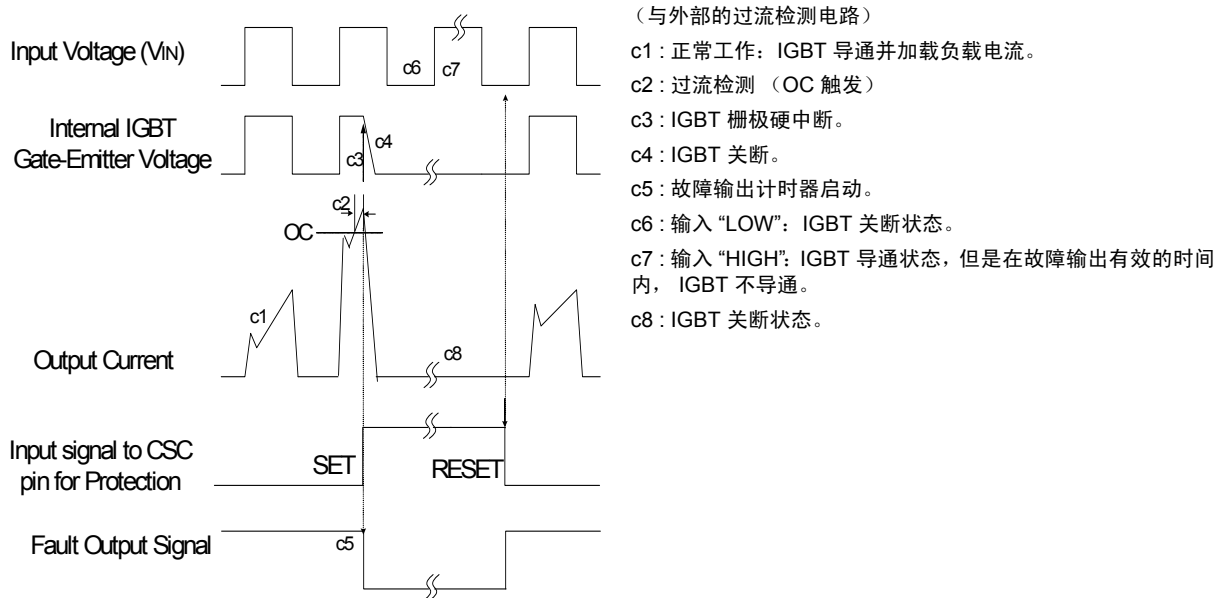 Input Voltage (VIN)
c6
c7
Internal IGBT
Gate-Emitter Voltage
c4
c3
c2
OC
c1
Output Current
c8
Input signal to CSC
pin for Protection
SET
RESET
Fault Output Signal
c5
（与外部的过流检测电路）
c1 : 正常工作：IGBT 导通并加载负载电流。
c2 : 过流检测 （OC 触发）
c3 : IGBT 栅极硬中断。
c4 : IGBT 关断。
c5 : 故障输出计时器启动。
c6 : 输入 “LOW”：IGBT 关断状态。
c7 : 输入 “HIGH”：IGBT 导通状态，但是在故障输出有效的时间
内， IGBT 不导通。
c8 : IGBT 关断状态。